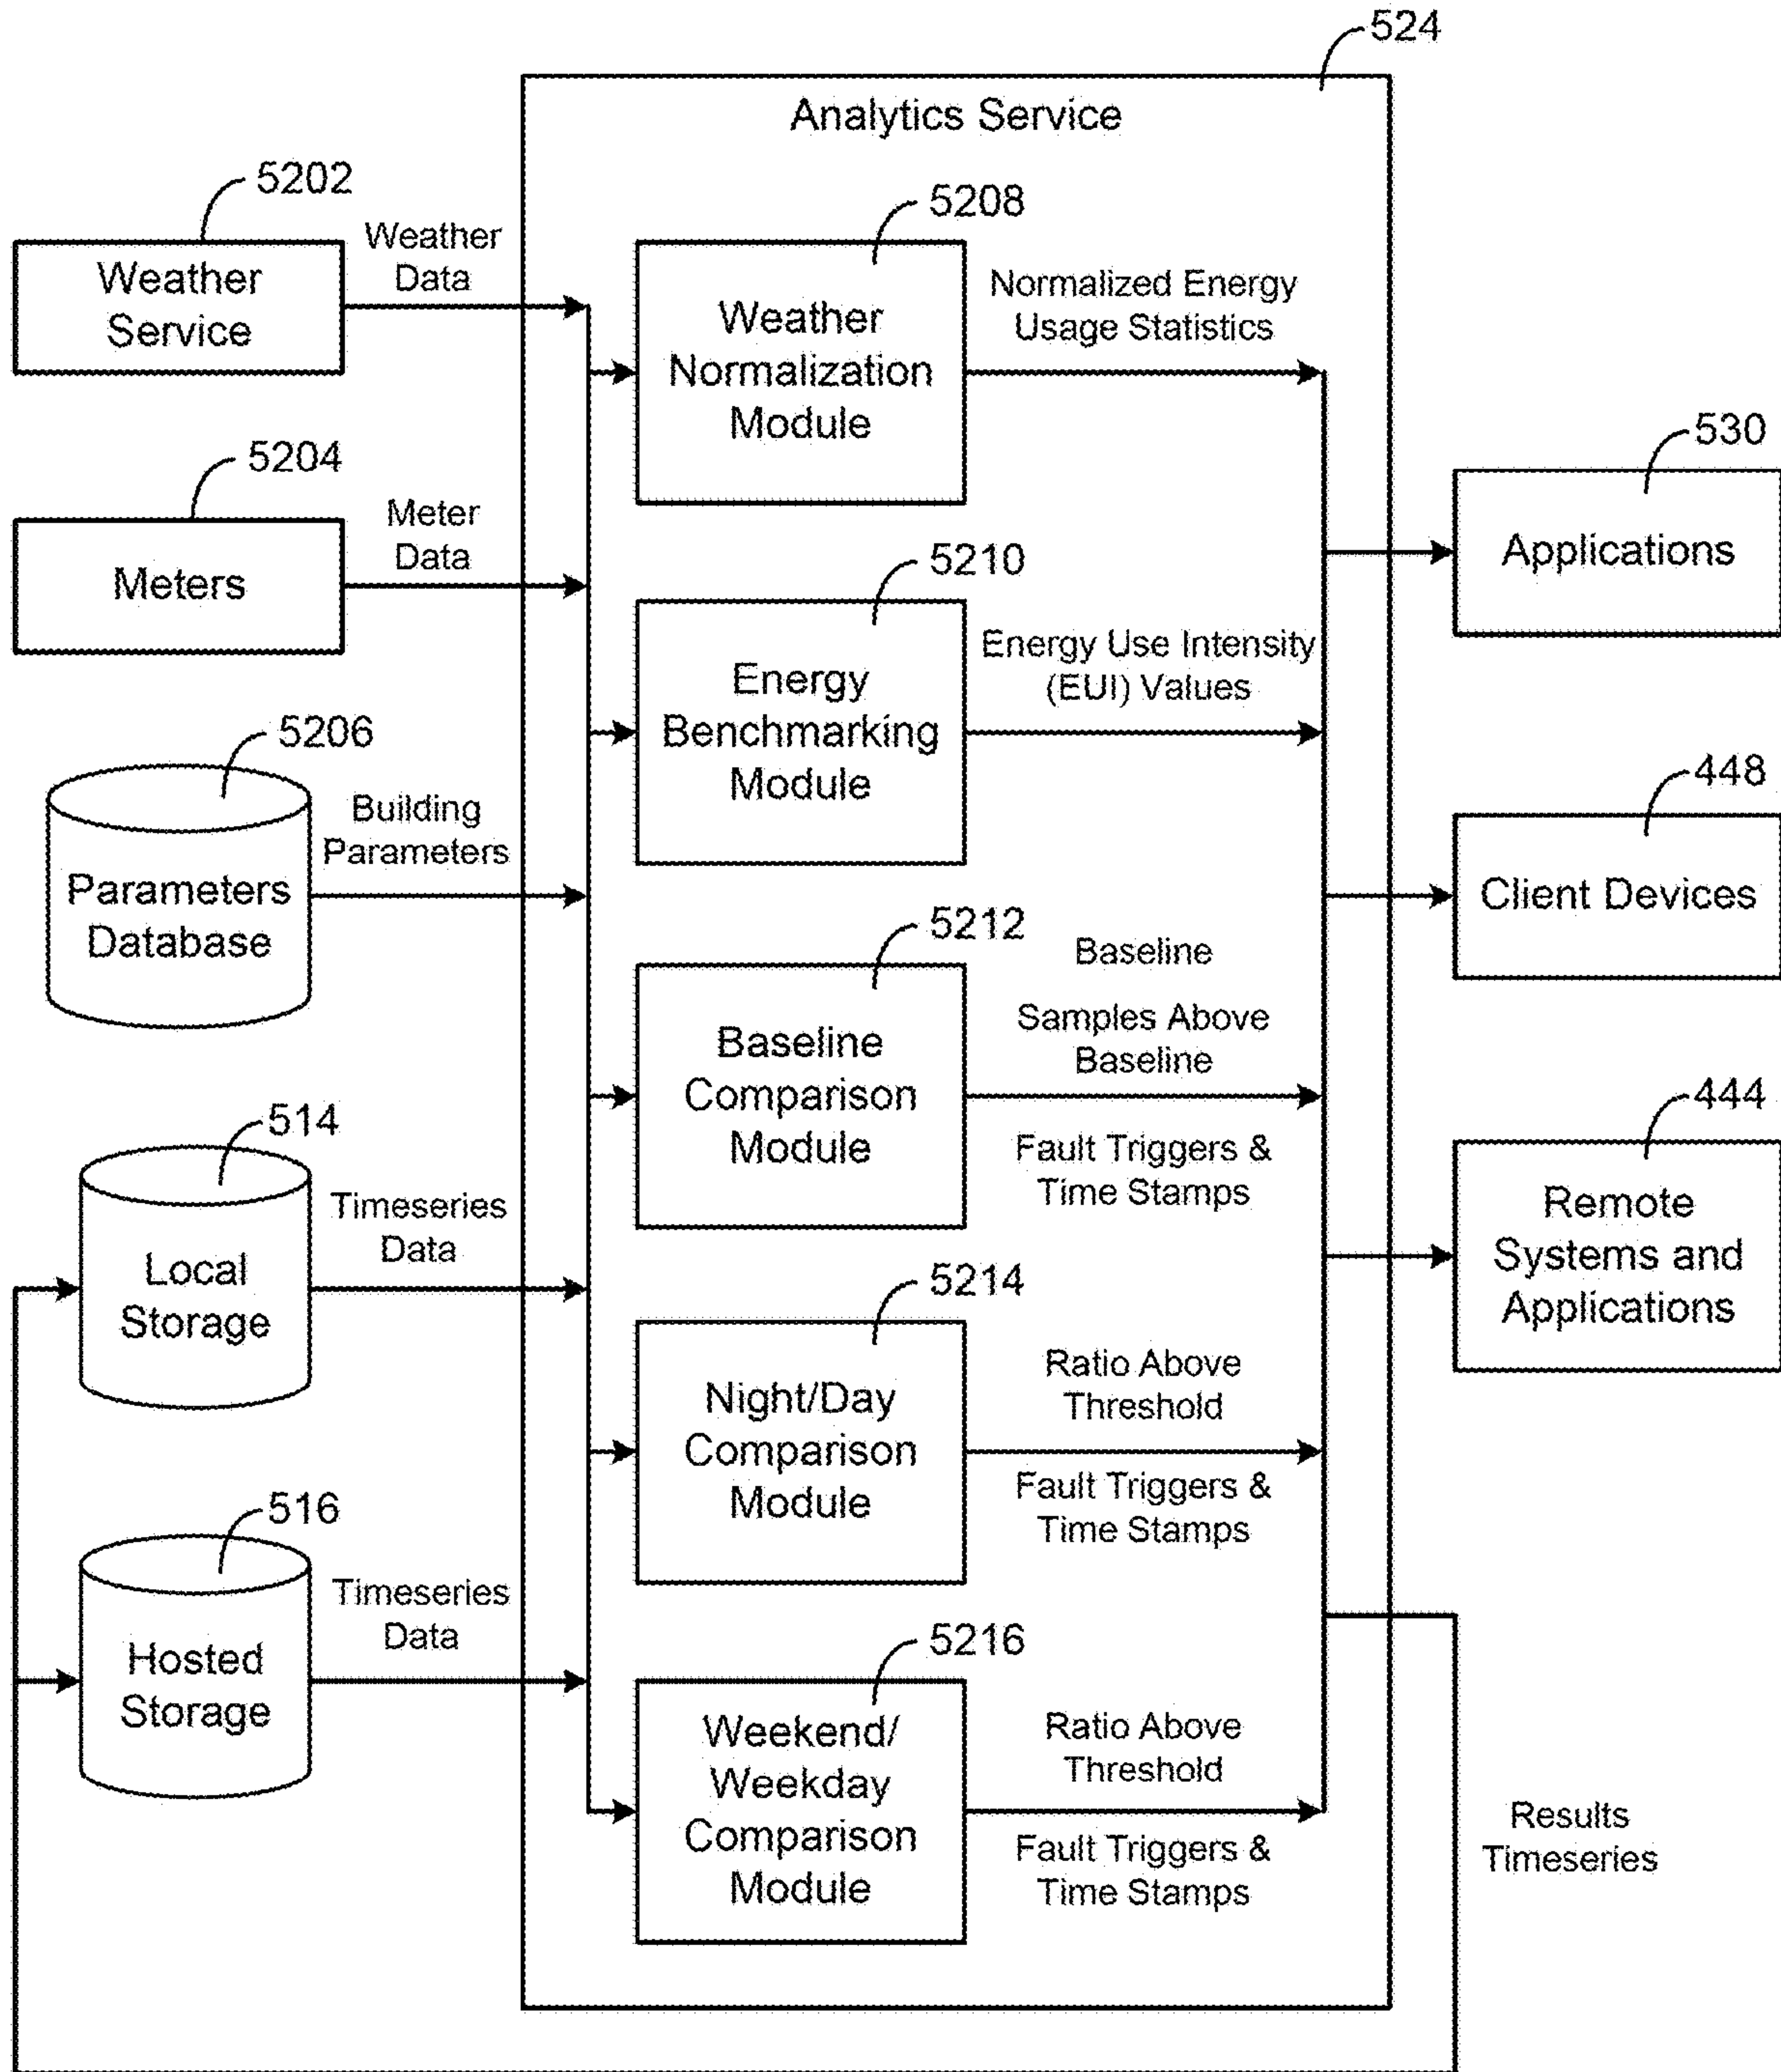 524
Analytics Service
5202
Weather
Service
Weather
Data
5208
Weather
Normalization
Module
Normalized Energy
Usage Statistics
5204
Meters
Meter
Data
530
Applications
5210
Energy
Benchmarking
Module
Energy Use Intensity
(EUI) Values
5206
Parameters
Database
Building
Parameters
448
Client Devices
5212
Baseline
Comparison
Module
Baseline
Samples Above
Baseline
Fault Triggers &
Time Stamps
444
Remote
Systems and
Applications
514
Local
Storage
Timeseries
Data
5214
Night/Day
Comparison
Module
Ratio Above
Threshold
Fault Triggers &
Time Stamps
516
Hosted
Storage
Timeseries
Data
5216
Weekend/
Weekday
Comparison
Module
Ratio Above
Threshold
Fault Triggers &
Time Stamps
Results
Timeseries